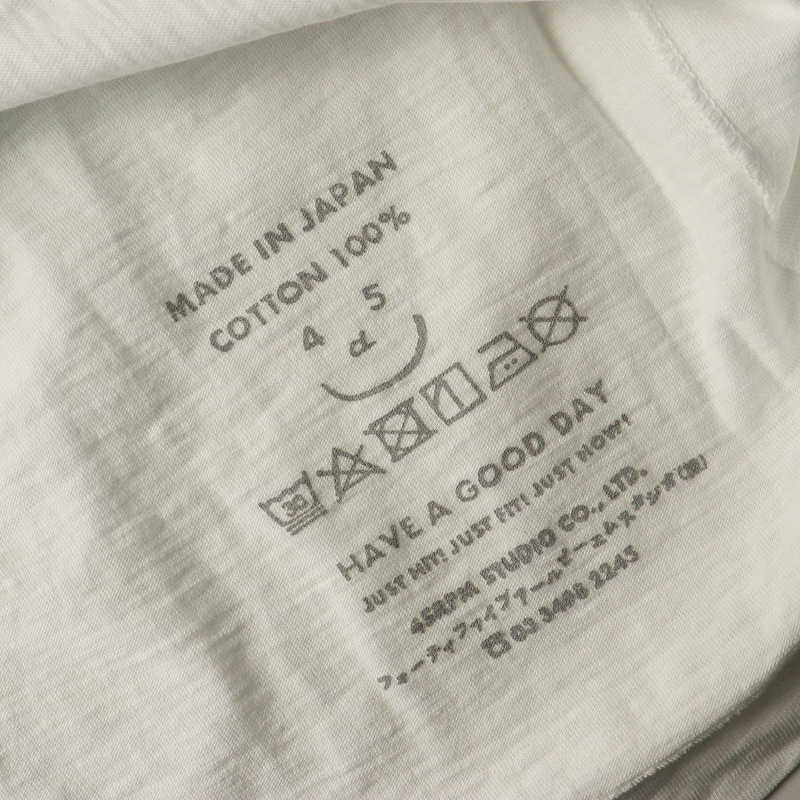 MADE IN JAPAN
COTTON 100%
4 5
α
30
HAVE A GOOD DAY
JUST HIT! JUST FIT! JUST NOW!
45RPM STUDIO CO., LTD.
フォーティファイブアールピーエムスタジオ(株)
☎03 3498 2243